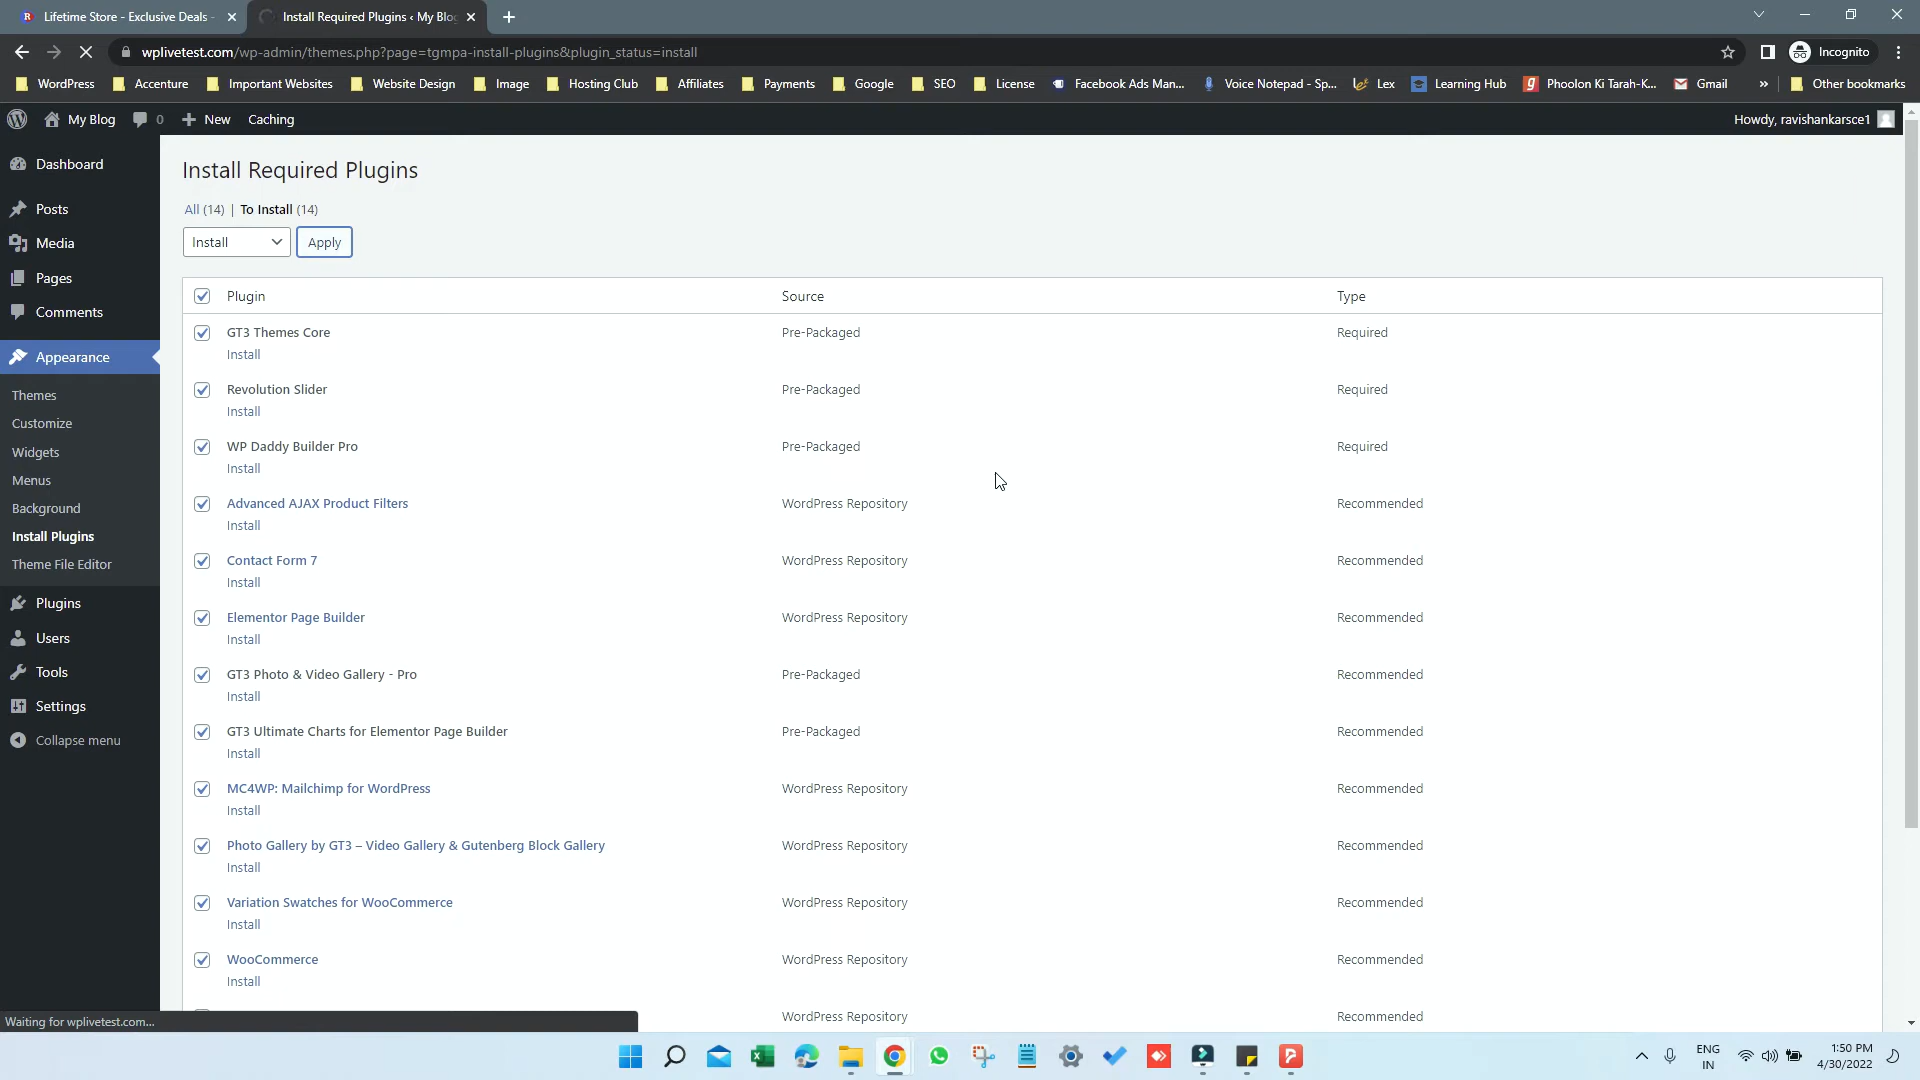 Lifetime Store - Exclusive Deals -
Install Required Plugins ‹ My Blog
wplivetest.com/wp-admin/themes.php?page=tgmpa-install-plugins&plugin_status=install
Incognito
WordPress
Accenture
Important Websites
Website Design
Image
Hosting Club
Affiliates
Payments
Google
SEO
License
Facebook Ads Man...
Voice Notepad - Sp...
Lex
Learning Hub
Phoolon Ki Tarah-K...
Gmail
»
Other bookmarks
My Blog
0
New
Caching
Howdy, ravishankarsce1
Dashboard
Posts
Media
Pages
Comments
Appearance
Themes
Customize
Widgets
Menus
Background
Install Plugins
Theme File Editor
Plugins
Users
Tools
Settings
Collapse menu
Install Required Plugins
All (14) | To Install (14)
Install
Apply
Plugin Source Type
GT3 Themes Core Pre-Packaged Required
Install
Revolution Slider Pre-Packaged Required
Install
WP Daddy Builder Pro Pre-Packaged Required
Install
Advanced AJAX Product Filters WordPress Repository Recommended
Install
Contact Form 7 WordPress Repository Recommended
Install
Elementor Page Builder WordPress Repository Recommended
Install
GT3 Photo & Video Gallery - Pro Pre-Packaged Recommended
Install
GT3 Ultimate Charts for Elementor Page Builder Pre-Packaged Recommended
Install
MC4WP: Mailchimp for WordPress WordPress Repository Recommended
Install
Photo Gallery by GT3 – Video Gallery & Gutenberg Block Gallery WordPress Repository Recommended
Install
Variation Swatches for WooCommerce WordPress Repository Recommended
Install
WooCommerce WordPress Repository Recommended
Install
WordPress Repository Recommended
Waiting for wplivetest.com...
ENG
IN
1:50 PM
4/30/2022